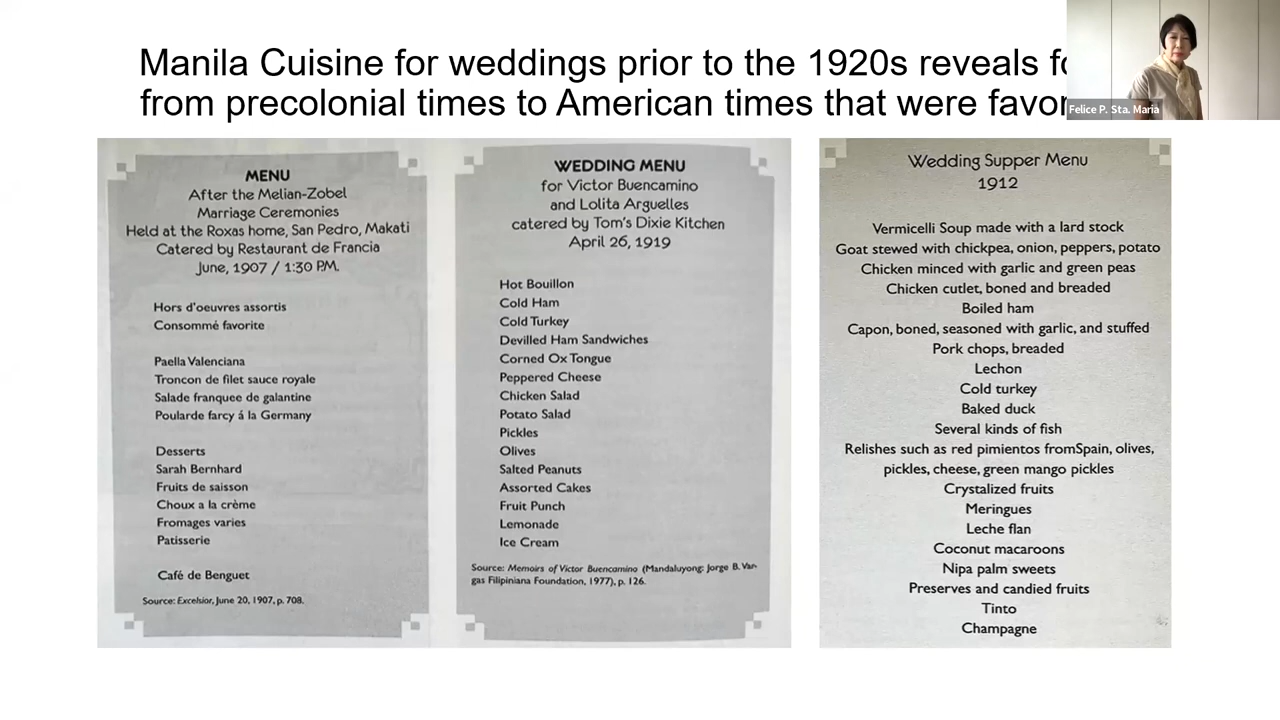 Manila Cuisine for weddings prior to the 1920s reveals
from precolonial times to American times that were
Felice P. Sta. Maria
MENU
After the Melian-Zobel
Marriage Ceremonies
Held at the Roxas home, San Pedro, Makati
Catered by Restaurant de Francia
June, 1907 / 1:30 P.M.
Hors d'oeuvres assortis
Consommé favorite
Paella Valenciana
Troncon de filet sauce royale
Salade franquee de galantine
Poularde farcy á la Germany
Desserts
Sarah Bernhard
Fruits de saisson
Choux a la crème
Fromages varies
Patisserie
Café de Benguet
Source: Excelsior, June 20, 1907, p. 708.
WEDDING MENU
for Victor Buencamino
and Lolita Arguelles
catered by Tom's Dixie Kitchen
April 26, 1919
Hot Bouillon
Cold Ham
Cold Turkey
Devilled Ham Sandwiches
Corned Ox Tongue
Peppered Cheese
Chicken Salad
Potato Salad
Pickles
Olives
Salted Peanuts
Assorted Cakes
Fruit Punch
Lemonade
Ice Cream
Source: Memoirs of Victor Buencamino (Mandaluyong: Jorge B. Var-
gas Filipiniana Foundation, 1977), p. 126.
Wedding Supper Menu
1912
Vermicelli Soup made with a lard stock
Goat stewed with chickpea, onion, peppers, potato
Chicken minced with garlic and green peas
Chicken cutlet, boned and breaded
Boiled ham
Capon, boned, seasoned with garlic, and stuffed
Pork chops, breaded
Lechon
Cold turkey
Baked duck
Several kinds of fish
Relishes such as red pimientos fromSpain, olives,
pickles, cheese, green mango pickles
Crystalized fruits
Meringues
Leche flan
Coconut macaroons
Nipa palm sweets
Preserves and candied fruits
Tinto
Champagne